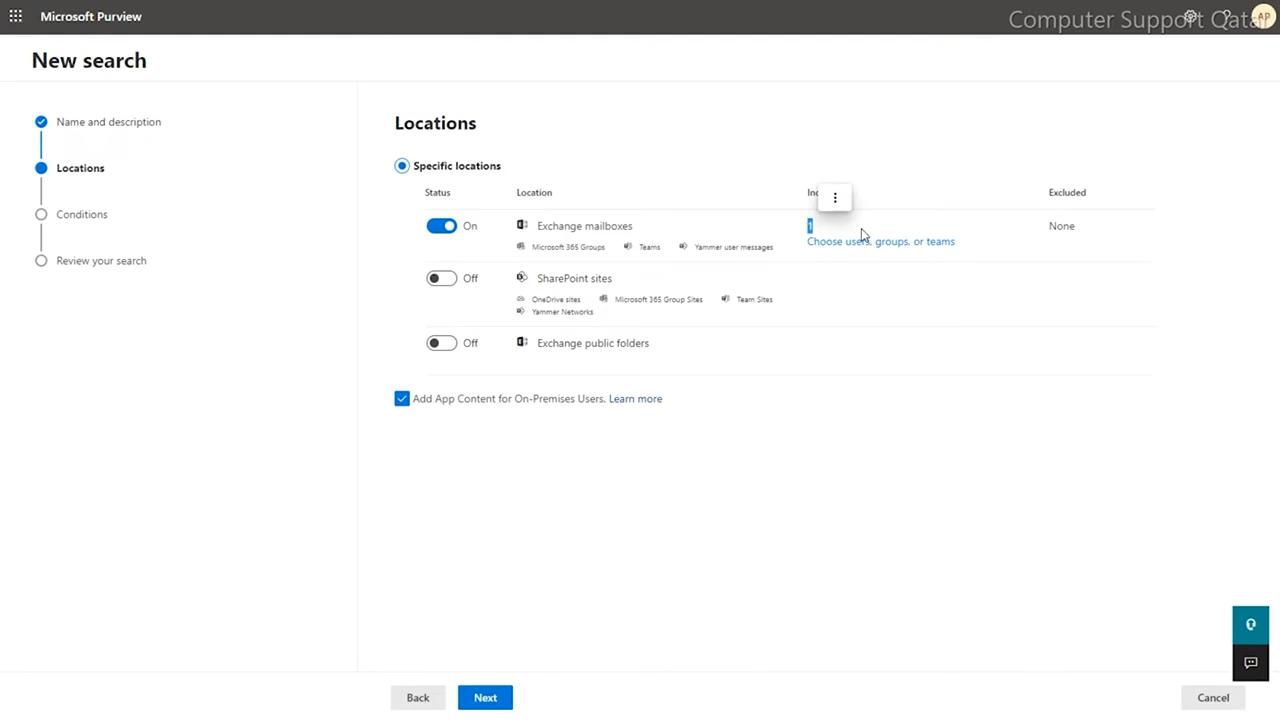 Microsoft Purview
Computer Support Qatar
AP
New search
Name and description
Locations
Conditions
Review your search
Locations
Specific locations
Status Location Excluded
On Exchange mailboxes 1 None
Microsoft 365 Groups Teams Yammer user messages Choose users, groups, or teams
Off SharePoint sites
OneDrive sites Microsoft 365 Group Sites Team Sites
Yammer Networks
Off Exchange public folders
Add App Content for On-Premises Users. Learn more
Back Next Cancel